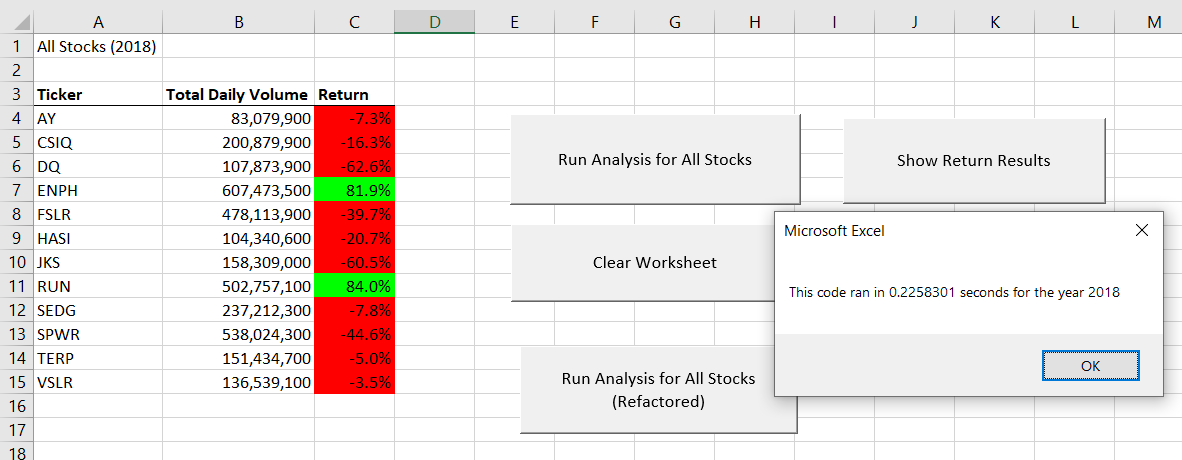 A B C D E F G H I J K L M
1 All Stocks (2018)
2
3 Ticker Total Daily Volume Return
4 AY 83,079,900 -7.3%
5 CSIQ 200,879,900 -16.3%
6 DQ 107,873,900 -62.6%
7 ENPH 607,473,500 81.9%
8 FSLR 478,113,900 -39.7%
9 HASI 104,340,600 -20.7%
10 JKS 158,309,000 -60.5%
11 RUN 502,757,100 84.0%
12 SEDG 237,212,300 -7.8%
13 SPWR 538,024,300 -44.6%
14 TERP 151,434,700 -5.0%
15 VSLR 136,539,100 -3.5%
16
17
18
Run Analysis for All Stocks
Show Return Results
Clear Worksheet
Run Analysis for All Stocks
(Refactored)
Microsoft Excel
This code ran in 0.2258301 seconds for the year 2018
OK